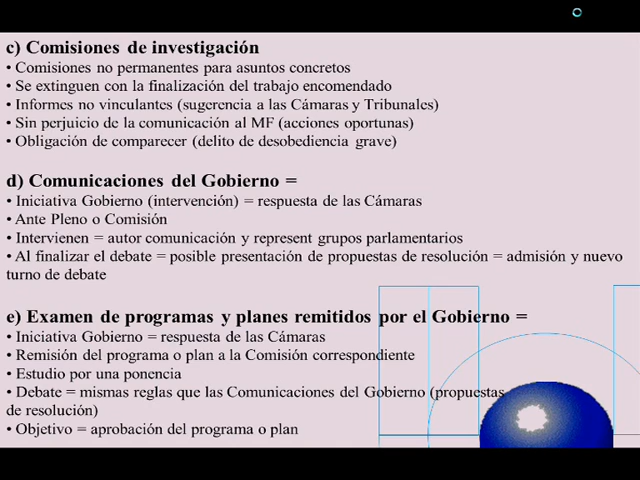 c) Comisiones de investigación
• Comisiones no permanentes para asuntos concretos
• Se extinguen con la finalización del trabajo encomendado
• Informes no vinculantes (sugerencia a las Cámaras y Tribunales)
• Sin perjuicio de la comunicación al MF (acciones oportunas)
• Obligación de comparecer (delito de desobediencia grave)
d) Comunicaciones del Gobierno =
• Iniciativa Gobierno (intervención) = respuesta de las Cámaras
• Ante Pleno o Comisión
• Intervienen = autor comunicación y represent grupos parlamentarios
• Al finalizar el debate = posible presentación de propuestas de resolución = admisión y nuevo
turno de debate
e) Examen de programas y planes remitidos por el Gobierno =
• Iniciativa Gobierno = respuesta de las Cámaras
• Remisión del programa o plan a la Comisión correspondiente
• Estudio por una ponencia
• Debate = mismas reglas que las Comunicaciones del Gobierno (propuestas
de resolución)
• Objetivo = aprobación del programa o plan